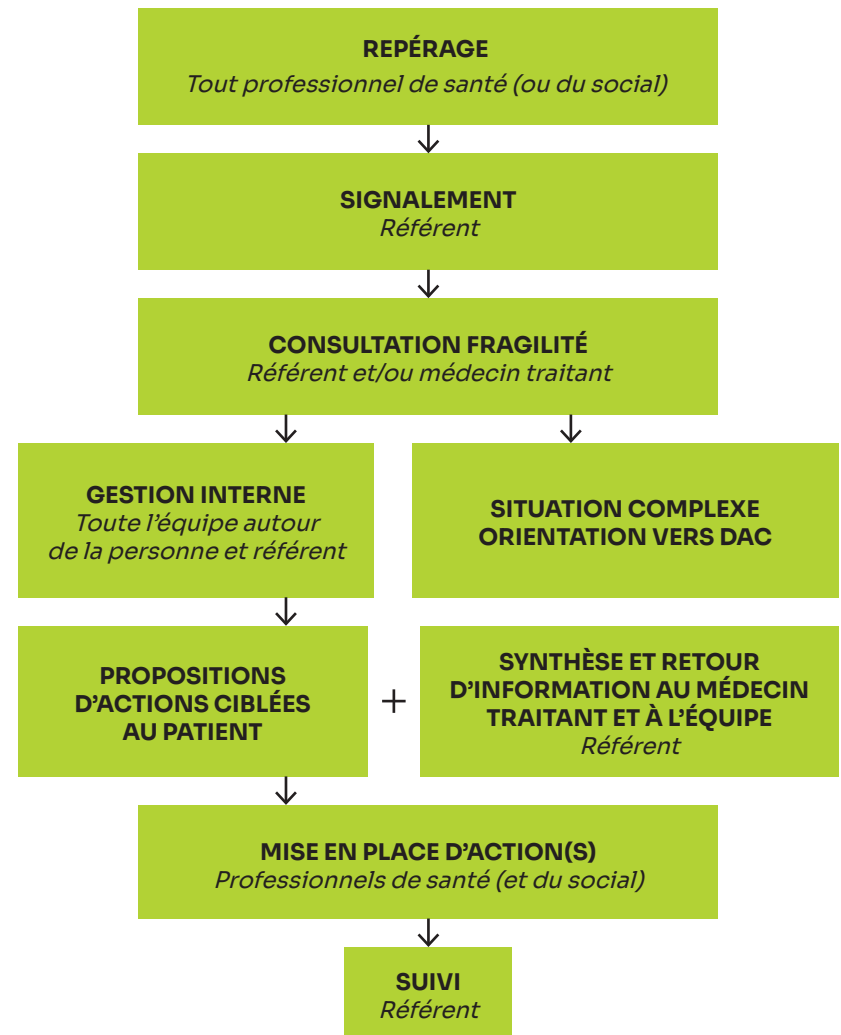 REPÉRAGE
Tout professionnel de santé (ou du social)
SIGNALEMENT
Référent
CONSULTATION FRAGILITÉ
Référent et/ou médecin traitant
GESTION INTERNE
Toute l’équipe autour
de la personne et référent
SITUATION COMPLEXE
ORIENTATION VERS DAC
PROPOSITIONS
D’ACTIONS CIBLÉES
AU PATIENT
+
SYNTHÈSE ET RETOUR
D’INFORMATION AU MÉDECIN
TRAITANT ET À L’ÉQUIPE
Référent
MISE EN PLACE D’ACTION(S)
Professionnels de santé (et du social)
SUIVI
Référent